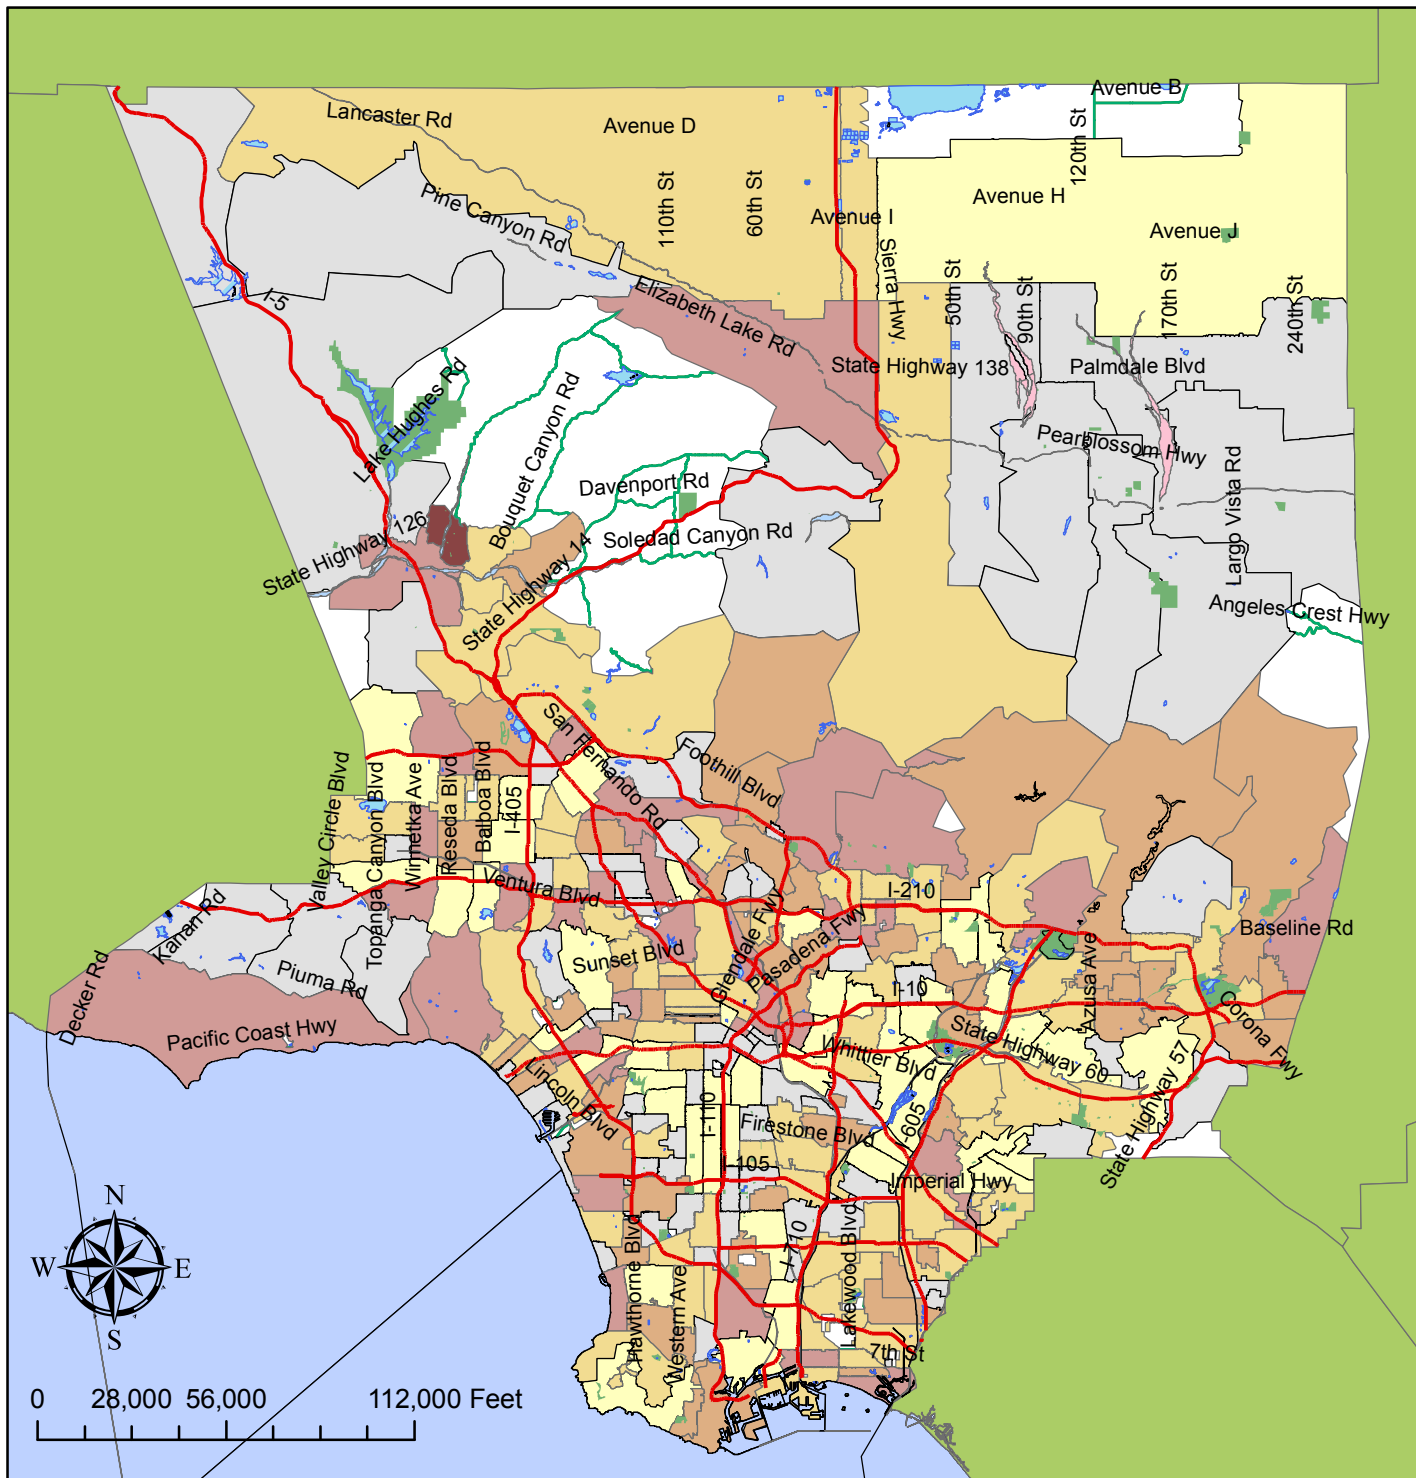 Avenue B
Lancaster Rd
Avenue D
120th St
Pine Canyon Rd
110th St
60th St
Avenue I
Avenue H
Avenue J
Sierra Hwy
I-5
Elizabeth Lake Rd
50th St
90th St
170th St
240th St
State Highway 138
Palmdale Blvd
Lake Hughes Rd
Bouquet Canyon Rd
Pearblossom Hwy
Largo Vista Rd
Davenport Rd
State Highway 126
Soledad Canyon Rd
State Highway 14
Angeles Crest Hwy
San Fernando Rd
Foothill Blvd
Valley Circle Blvd
Topanga Canyon Blvd
Winnetka Ave
Reseda Blvd
Balboa Blvd
I-405
Ventura Blvd
I-210
Kanan Rd
Glendale Fwy
Pasadena Fwy
Baseline Rd
Decker Rd
Piuma Rd
Sunset Blvd
I-10
Azusa Ave
Corona Fwy
Pacific Coast Hwy
Whittier Blvd
State Highway 60
State Highway 57
Lincoln Blvd
I-110
Firestone Blvd
I-605
I-105
Imperial Hwy
Hawthorne Blvd
Western Ave
I-710
Lakewood Blvd
7th St
N
W E
S
0 28,000 56,000 112,000 Feet